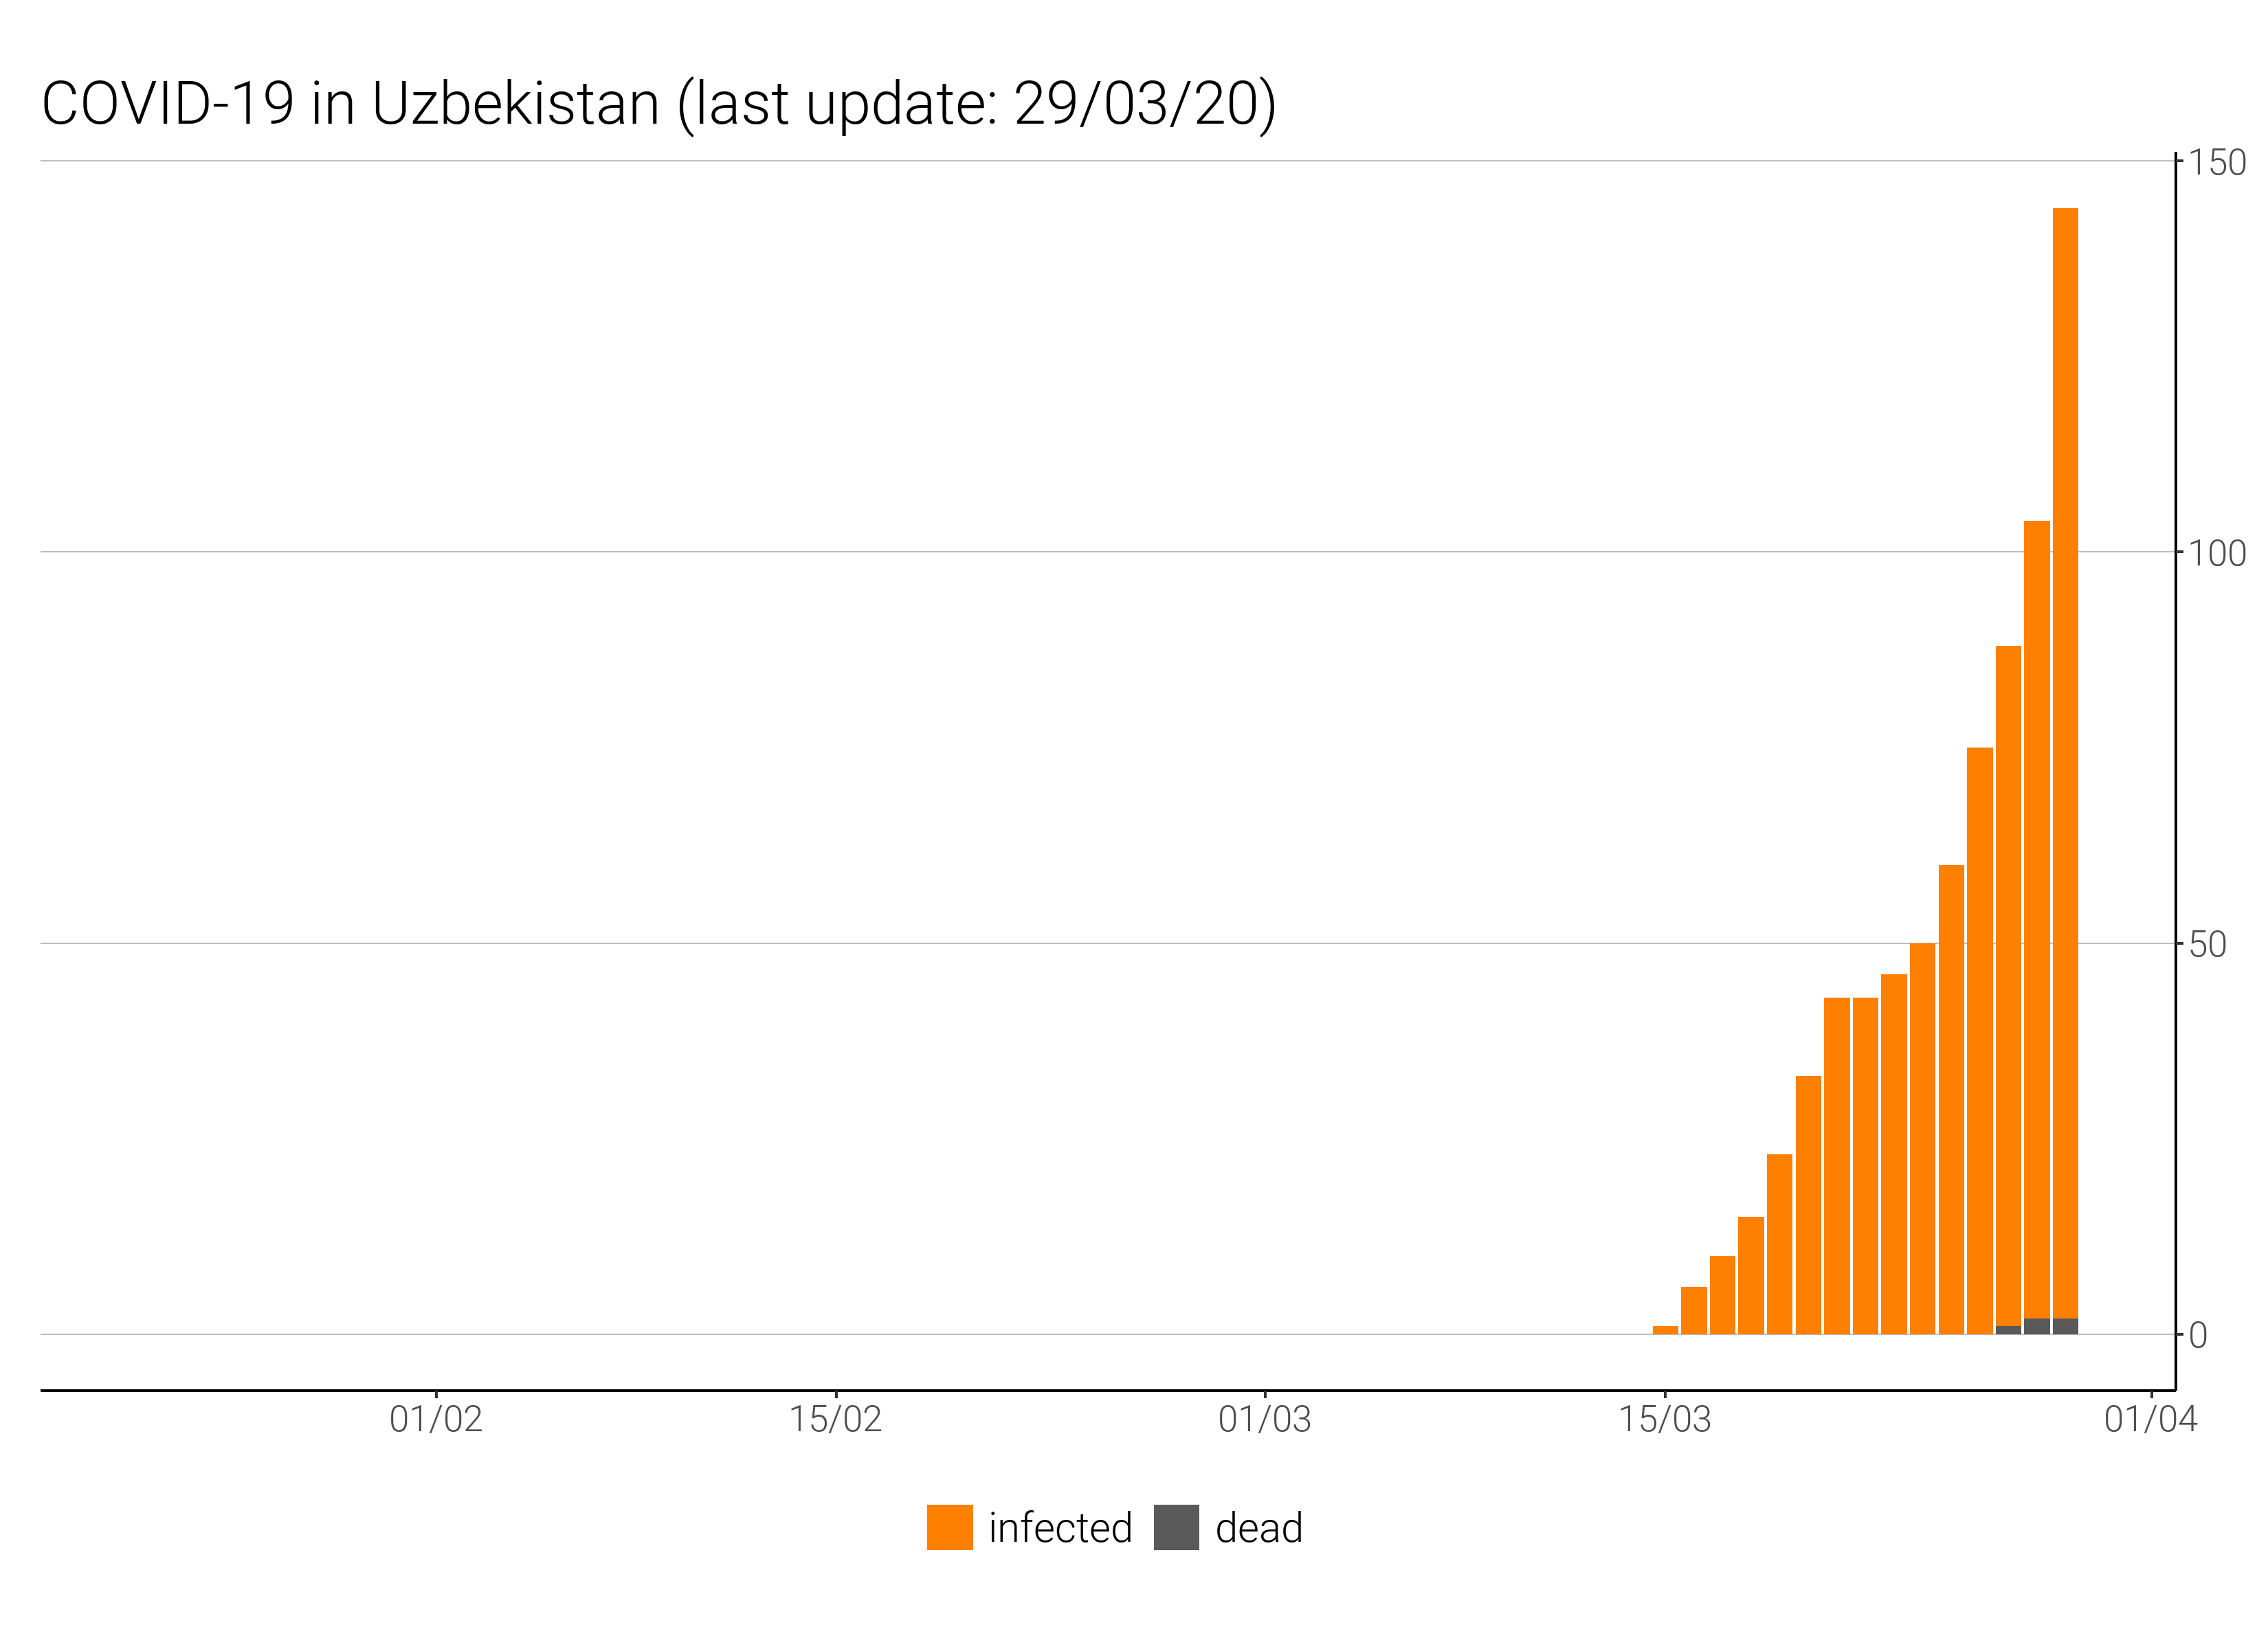 COVID-19 in Uzbekistan (last update: 29/03/20)
150
100
50
0
01/02 15/02 01/03 15/03 01/04
infected dead